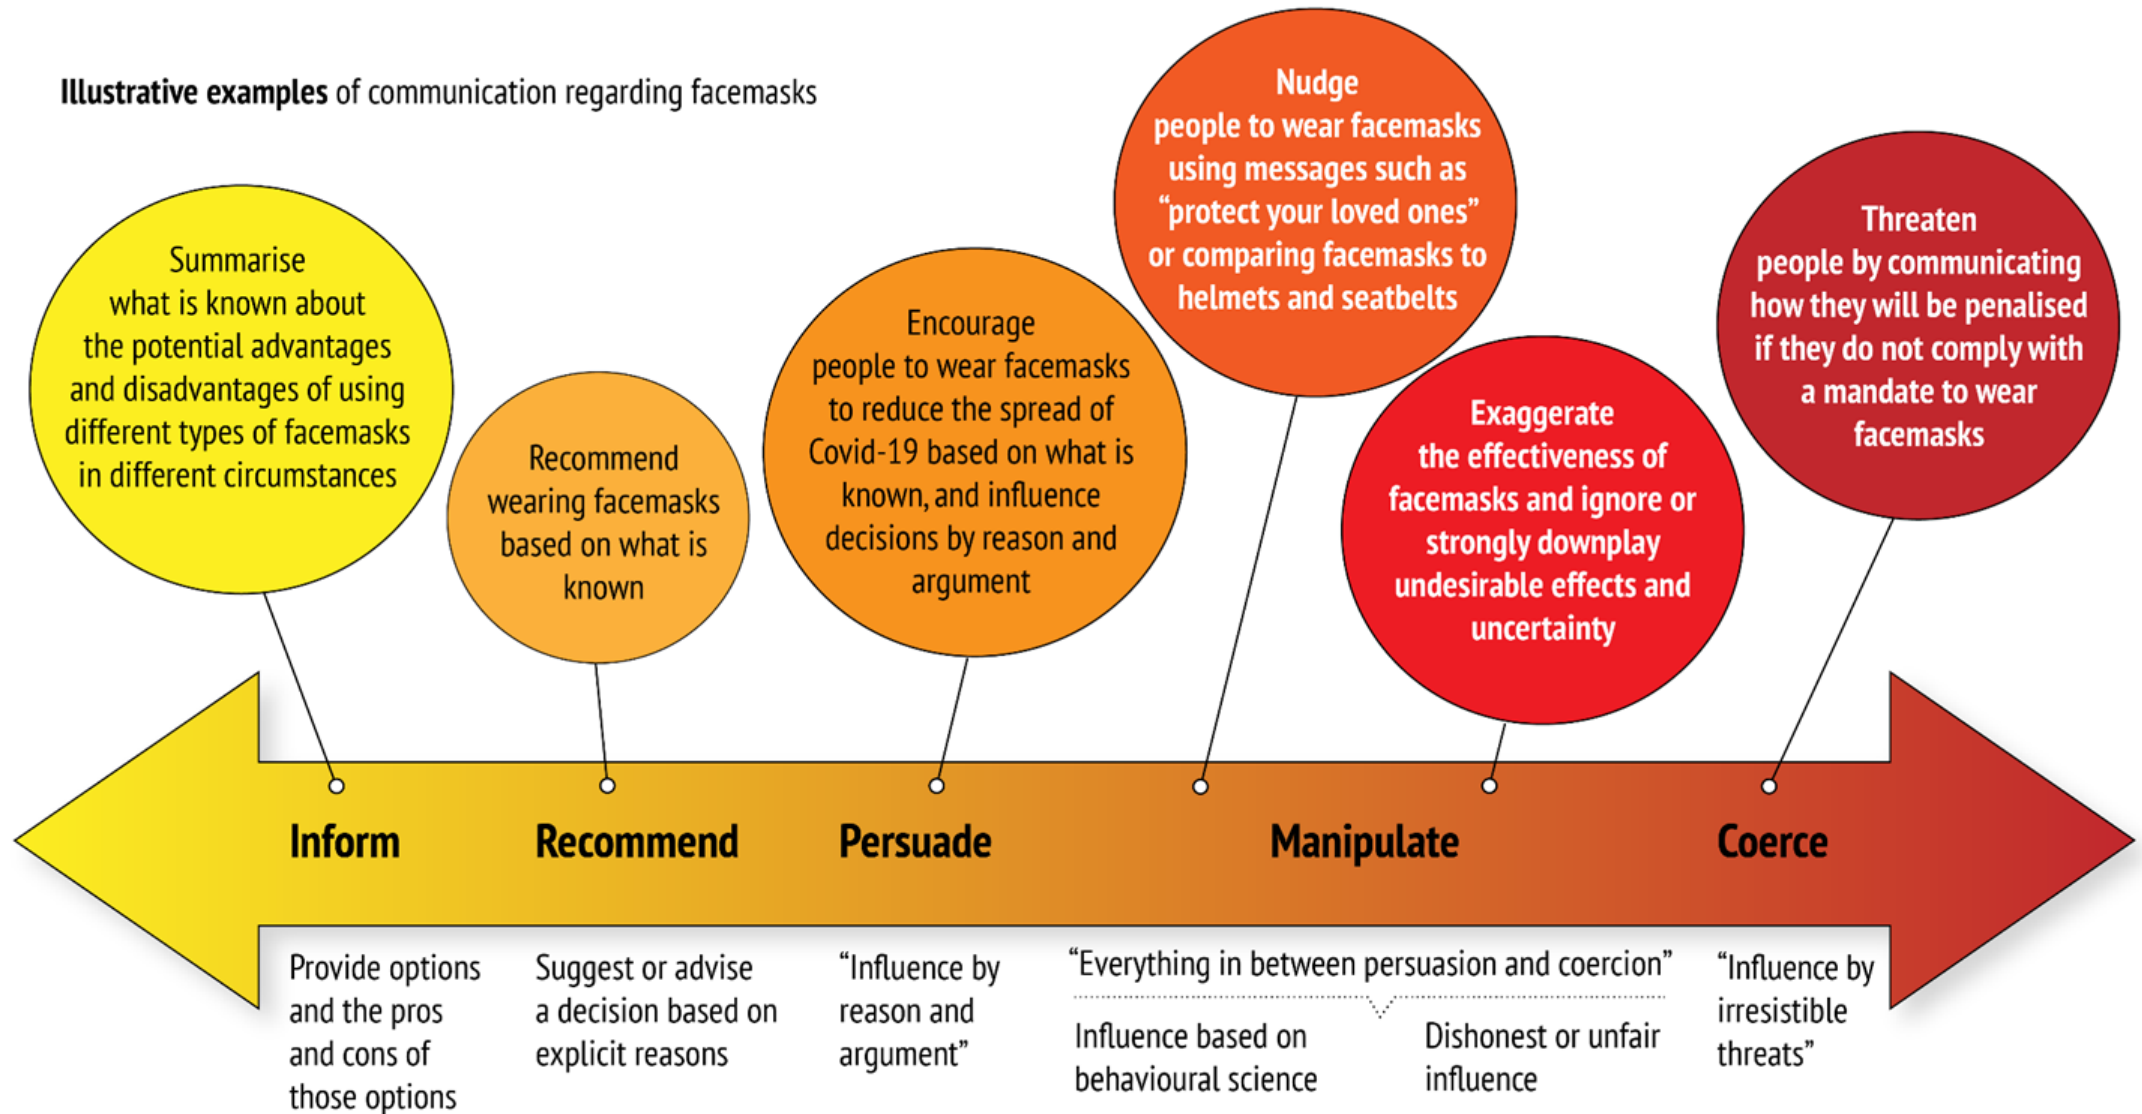 Illustrative examples of communication regarding facemasks
Summarise
what is known about
the potential advantages
and disadvantages of using
different types of facemasks
in different circumstances
Recommend
wearing facemasks
based on what is
known
Encourage
people to wear facemasks
to reduce the spread of
Covid-19 based on what is
known, and influence
decisions by reason and
argument
Nudge
people to wear facemasks
using messages such as
“protect your loved ones”
or comparing facemasks to
helmets and seatbelts
Exaggerate
the effectiveness of
facemasks and ignore or
strongly downplay
undesirable effects and
uncertainty
Threaten
people by communicating
how they will be penalised
if they do not comply with
a mandate to wear
facemasks
Inform
Recommend
Persuade
Manipulate
Coerce
Provide options
and the pros
and cons of
those options
Suggest or advise
a decision based on
explicit reasons
“Influence by
reason and
argument”
“Everything in between persuasion and coercion”
Influence based on
behavioural science
Dishonest or unfair
influence
“Influence by
irresistible
threats”